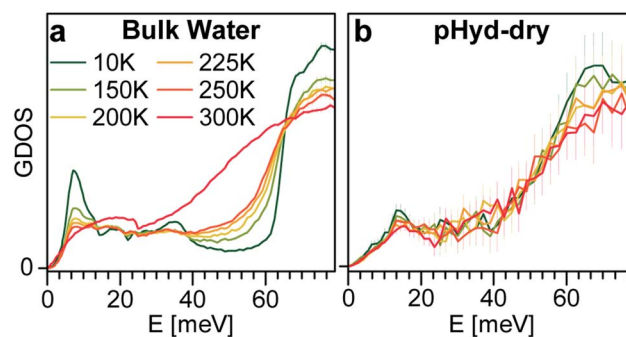 a Bulk Water
10K 225K
150K 250K
200K 300K
GDOS
0
0 20 40 60
E [meV]
b pHyd-dry
0 20 40 60
E [meV]